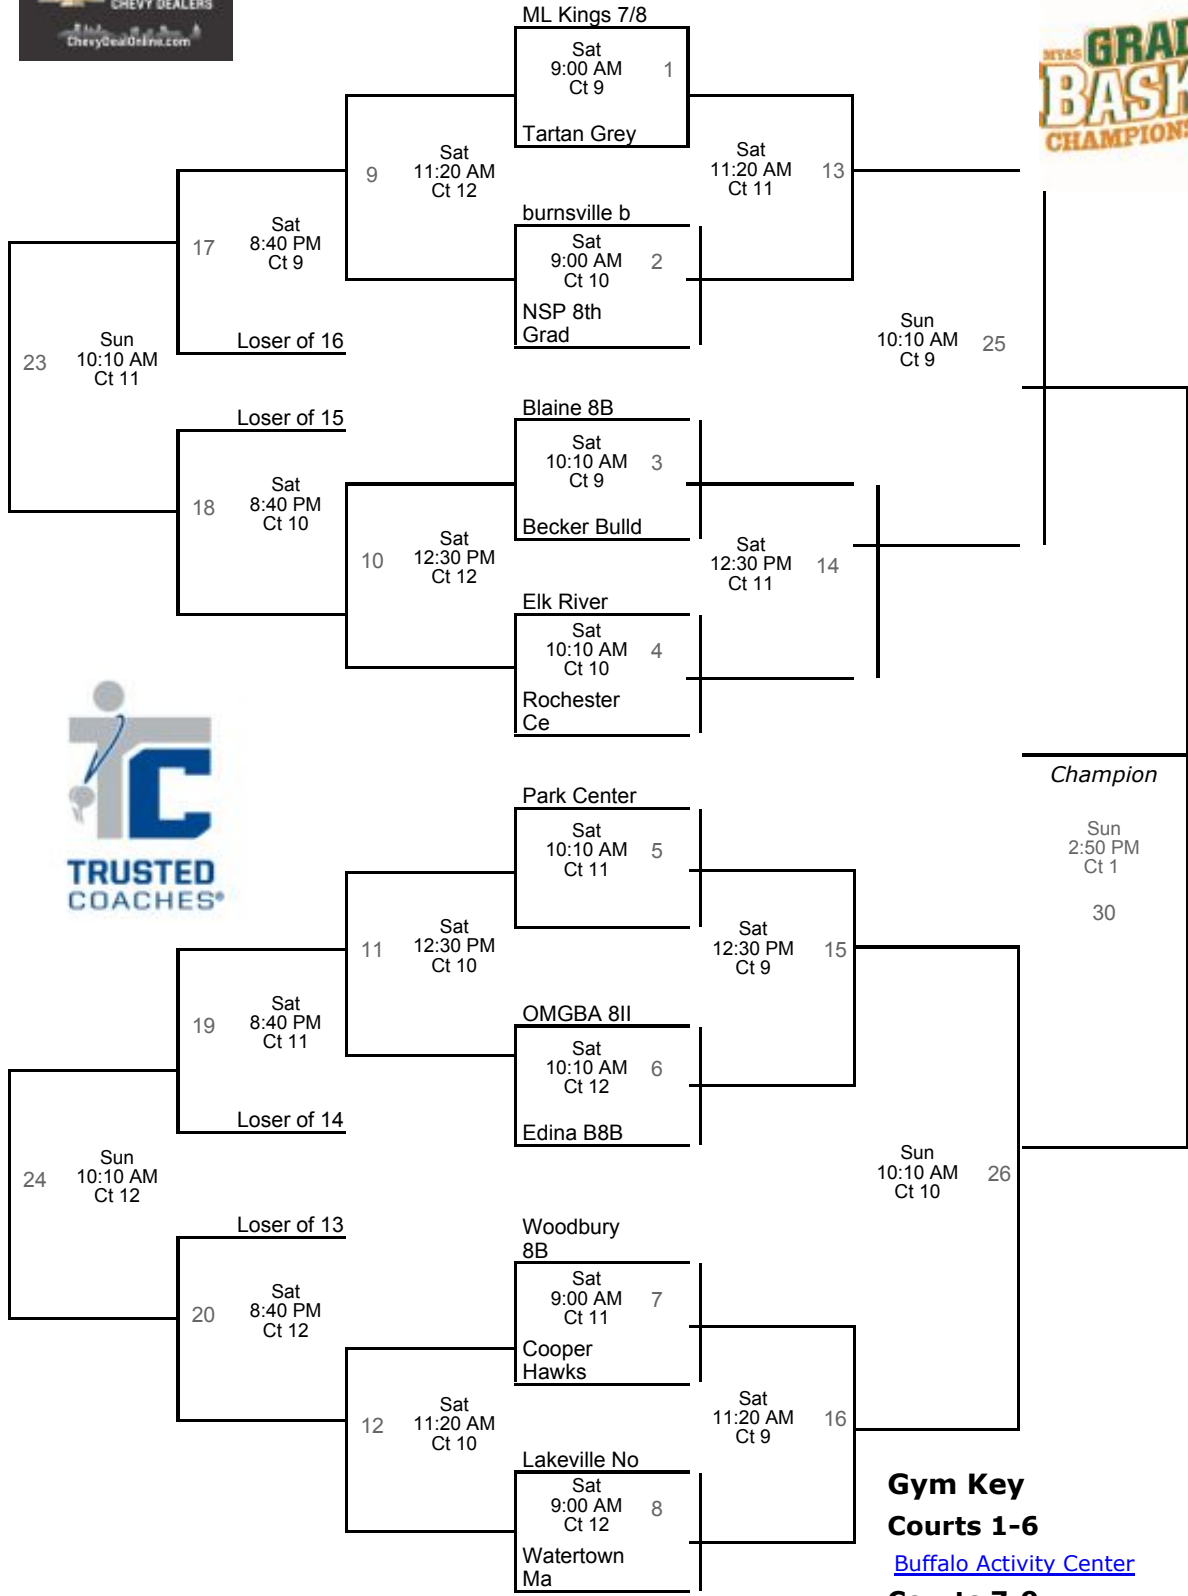 CHEVY DEALERS
ChevyDealOnline.com
MYAS GRAD
BASK
CHAMPIONS
ML Kings 7/8
Sat
9:00 AM
Ct 9
1
Tartan Grey
9
Sat
11:20 AM
Ct 12
Sat
11:20 AM
Ct 11
13
burnsville b
Sat
9:00 AM
Ct 10
2
NSP 8th
Grad
17
Sat
8:40 PM
Ct 9
Loser of 16
23
Sun
10:10 AM
Ct 11
Sun
10:10 AM
Ct 9
25
Loser of 15
Blaine 8B
Sat
10:10 AM
Ct 9
3
Becker Bulld
18
Sat
8:40 PM
Ct 10
10
Sat
12:30 PM
Ct 12
Sat
12:30 PM
Ct 11
14
Elk River
Sat
10:10 AM
Ct 10
4
Rochester
Ce
TC
TRUSTED
COACHES®
Champion
Sun
2:50 PM
Ct 1
30
Park Center
Sat
10:10 AM
Ct 11
5
11
Sat
12:30 PM
Ct 10
Sat
12:30 PM
Ct 9
15
OMGBA 8II
Sat
10:10 AM
Ct 12
6
Edina B8B
19
Sat
8:40 PM
Ct 11
Loser of 14
24
Sun
10:10 AM
Ct 12
Sun
10:10 AM
Ct 10
26
Loser of 13
Woodbury
8B
Sat
9:00 AM
Ct 11
7
Cooper
Hawks
20
Sat
8:40 PM
Ct 12
12
Sat
11:20 AM
Ct 10
Sat
11:20 AM
Ct 9
16
Lakeville No
Sat
9:00 AM
Ct 12
8
Watertown
Ma
Gym Key
Courts 1-6
Buffalo Activity Center
Courts 7-9